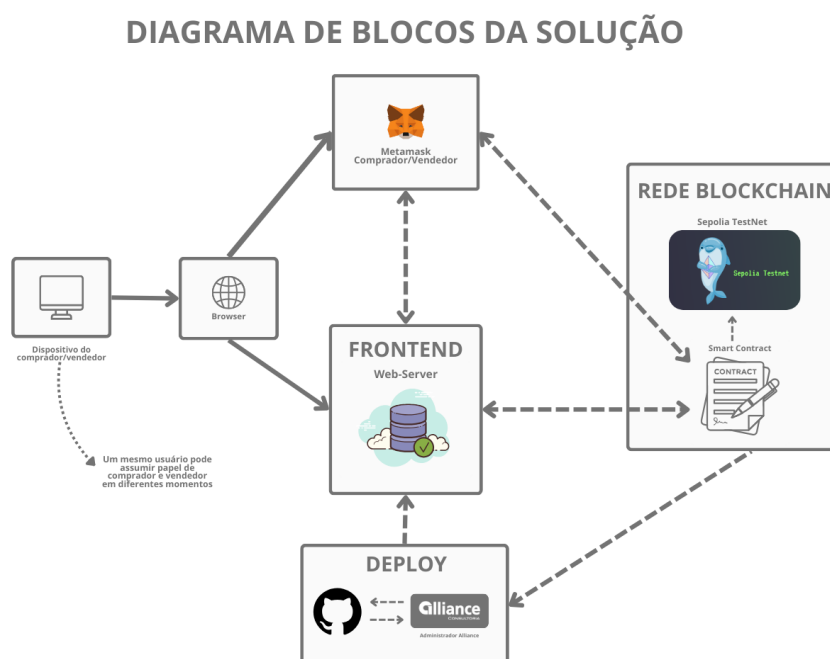 DIAGRAMA DE BLOCOS DA SOLUÇÃO
Metamask
Comprador/Vendedor
REDE BLOCKCHAIN
Sepolia TestNet
Sepolia Testnet
Smart Contract
CONTRACT
Browser
Dispositivo do
comprador/vendedor
FRONTEND
Web-Server
Um mesmo usuário pode
assumir papel de
comprador e vendedor
em diferentes momentos
DEPLOY
alliance
CONSULTORIA
Administrador Alliance